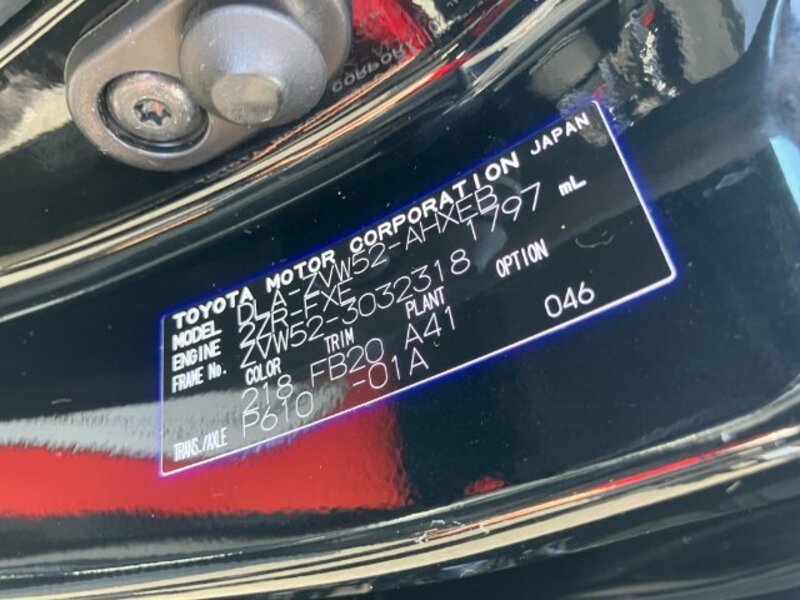 TOYOTA MOTOR CORPORATION JAPAN
MODEL DLA-ZVW52-AHXEB
ENGINE 2ZR-FXE 1797 mL
FRAME No. ZVW52-3032318
COLOR TRIM PLANT OPTION
218 FB20 A41 046
TRANS./AXLE P610 -01A